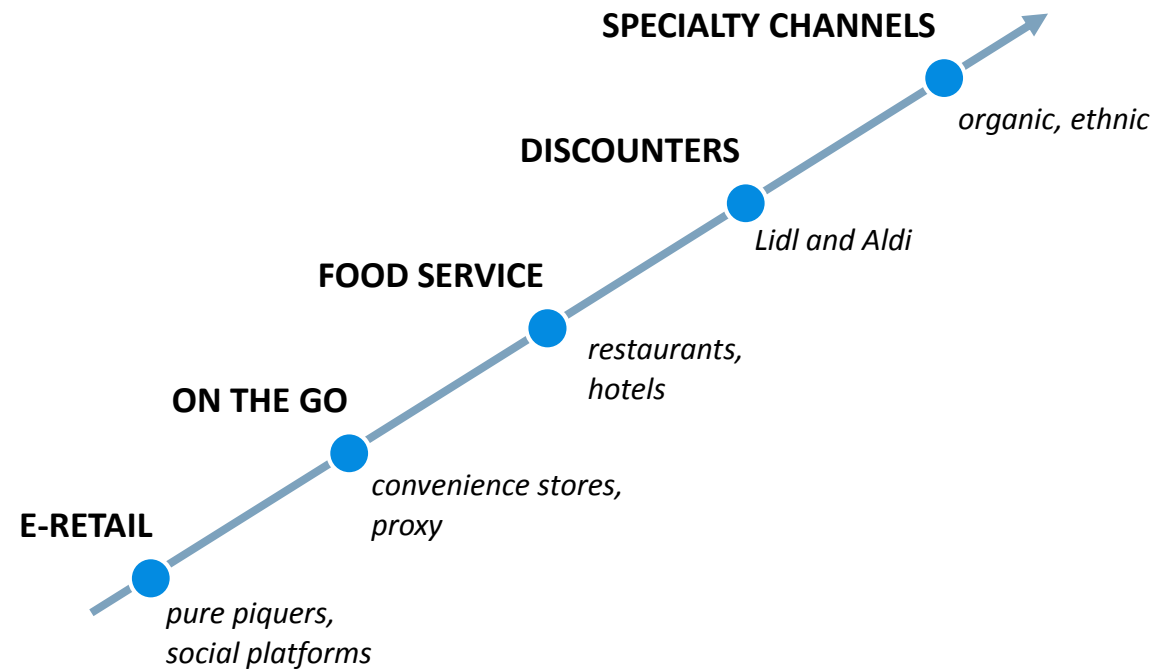 SPECIALTY CHANNELS
organic, ethnic
DISCOUNTERS
Lidl and Aldi
FOOD SERVICE
restaurants,
hotels
ON THE GO
convenience stores,
proxy
E-RETAIL
pure piquers,
social platforms